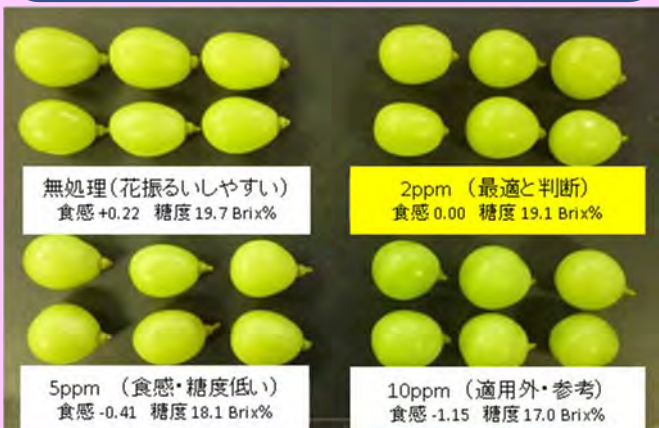 無処理(花振るいしやすい)
食感 +0.22 糖度 19.7 Brix%
2ppm (最適と判断)
食感 0.00 糖度 19.1 Brix%
5ppm (食感・糖度低い)
食感 -0.41 糖度 18.1 Brix%
10ppm (適用外・参考)
食感 -1.15 糖度 17.0 Brix%